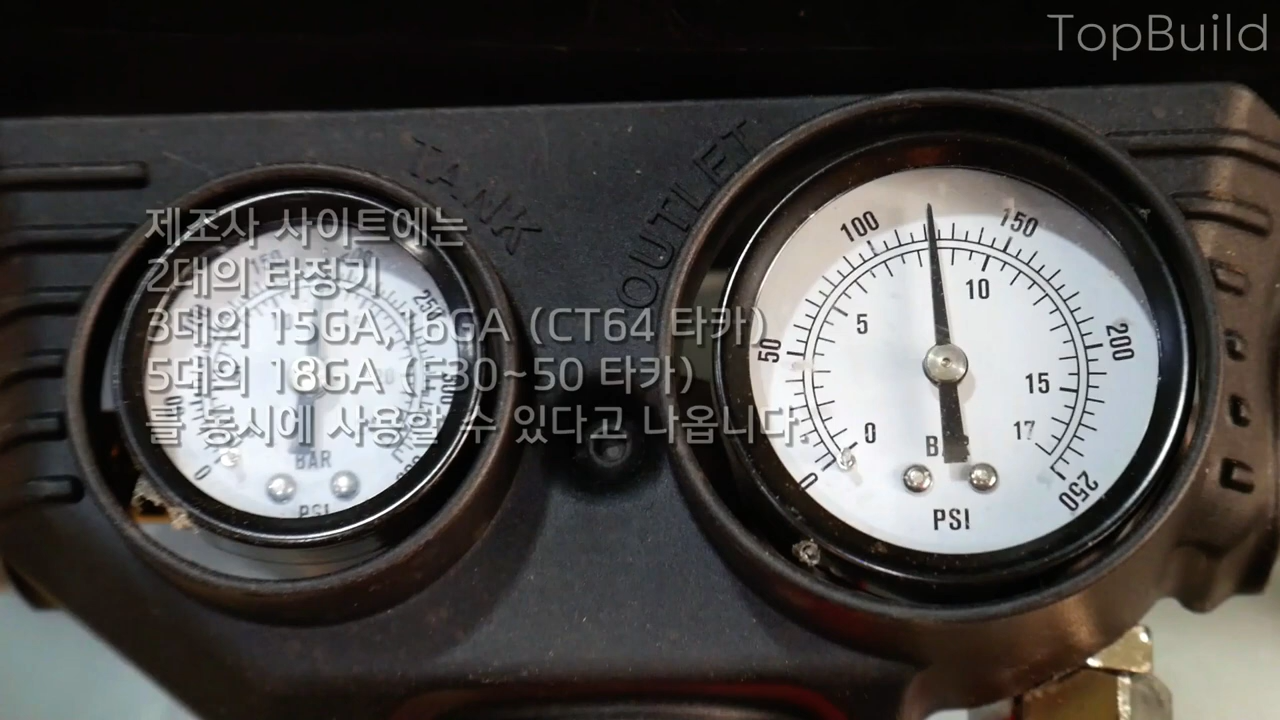 TopBuild
TANK
OUTLET
제조사 사이트에는
2대의 타정기
3대의 15GA,16GA (CT64 타카)
5대의 18GA (F30~50 타카)
를 동시에 사용할 수 있다고 나옵니다.
150
250
0
BAR
PSI
0
50
100
150
200
250
0
5
10
15
17
BAR
PSI